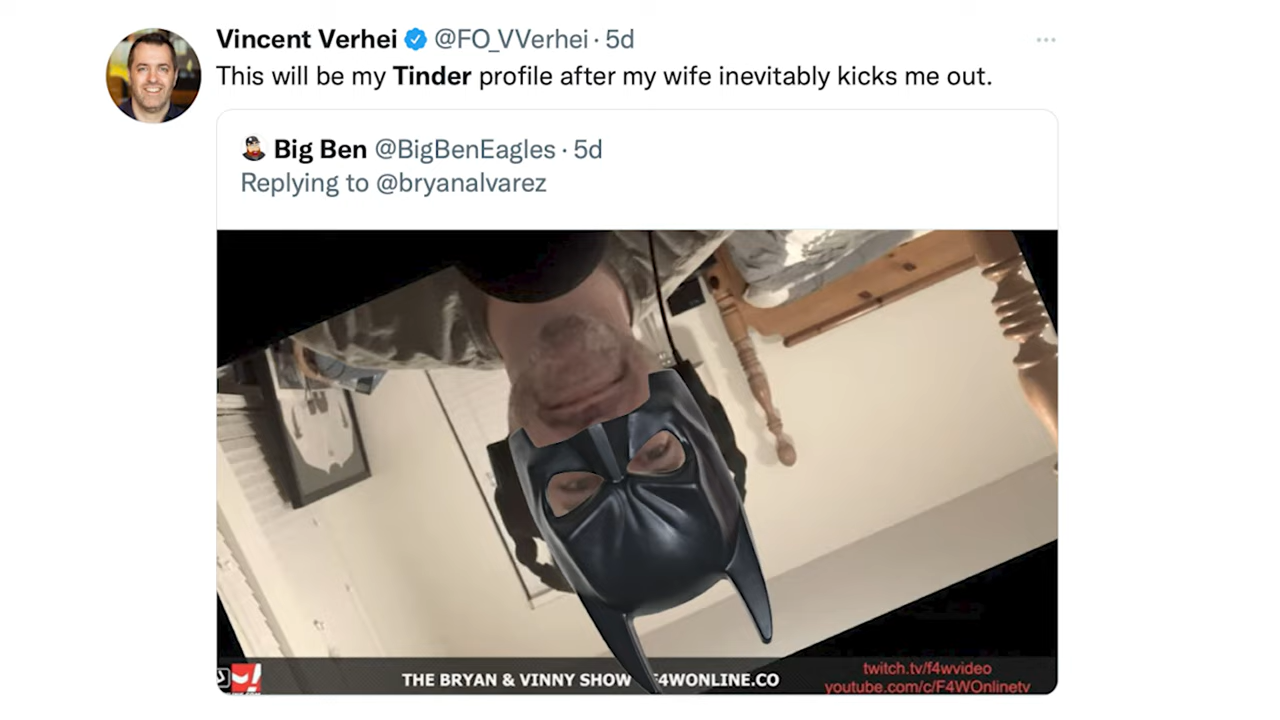 Vincent Verhei @FO_VVerhei · 5d
This will be my Tinder profile after my wife inevitably kicks me out.
Big Ben @BigBenEagles · 5d
Replying to @bryanalvarez
twitch.tv/f4wvideo
THE BRYAN & VINNY SHOW 4WONLINE.CO
youtube.com/c/F4WOnlinetv